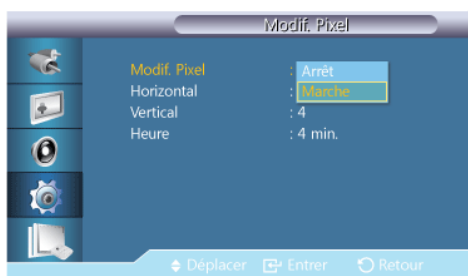 Modif. Pixel
Modif. Pixel : Arrêt
Horizontal : Marche
Vertical : 4
Heure : 4 min.
Déplacer Entrer Retour